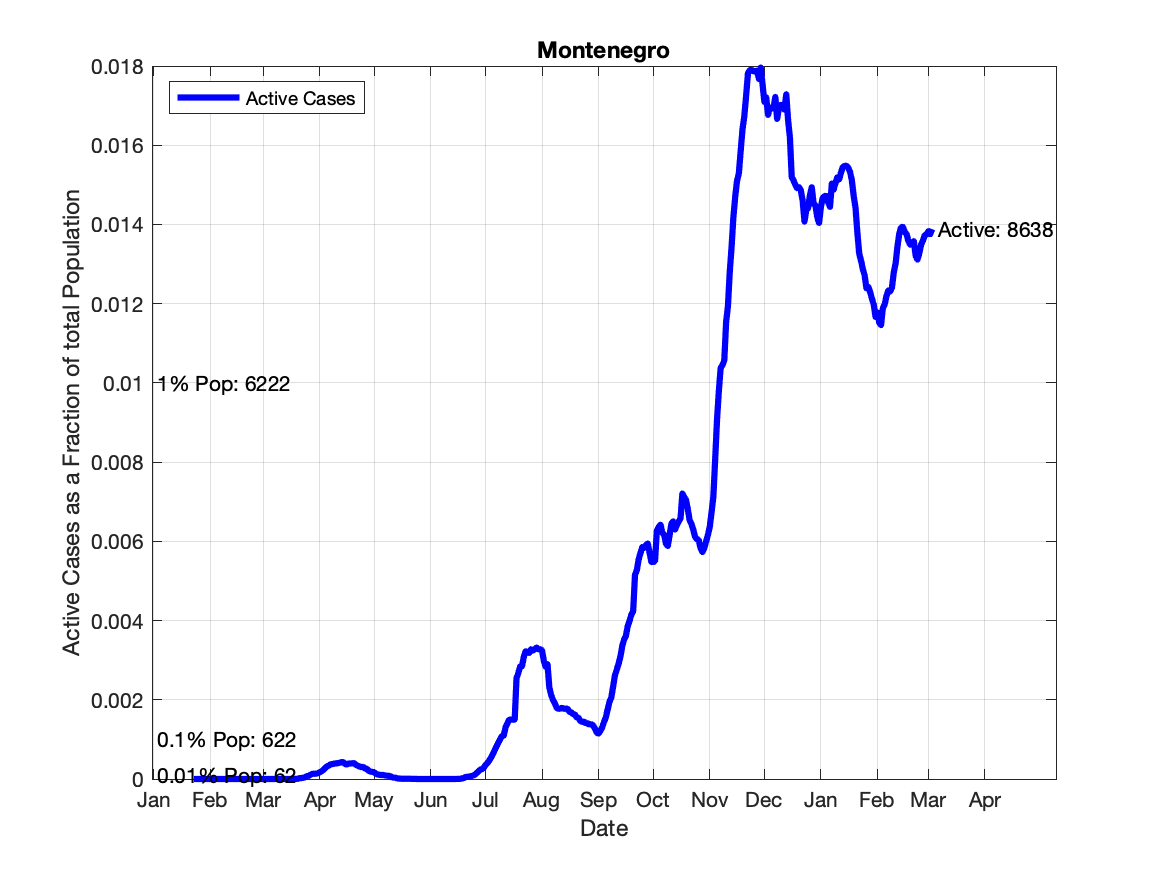 Montenegro
0.018
Active Cases
0.016
0.014
Active: 8638
0.012
0.01
1% Pop: 6222
0.008
0.006
0.004
0.002
0.1% Pop: 622
0
0.01% Pop: 62
Jan Feb Mar Apr May Jun Jul Aug Sep Oct Nov Dec Jan Feb Mar Apr
Date
Active Cases as a Fraction of total Population